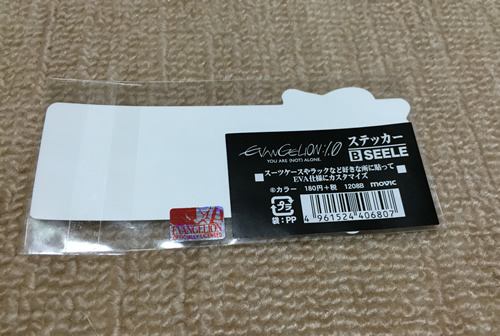 EVANGELION:1.0
YOU ARE (NOT) ALONE.
ステッカー
B SEELE
スーツケースやラックなど好きな所に貼って
EVA仕様にカスタマイズ
®カラー 180円+税 1208B movic
プラ
袋:PP
4 961524 406807
EVANGELION